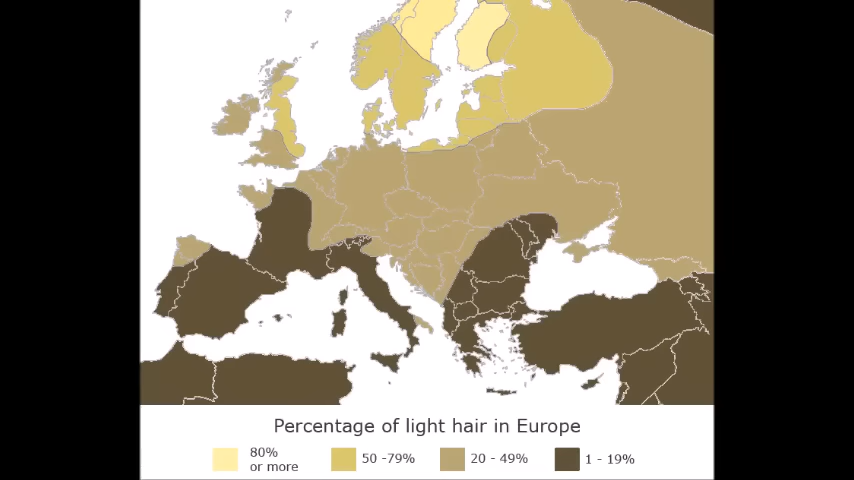 Percentage of light hair in Europe
80%
or more
50 -79%
20 - 49%
1 - 19%